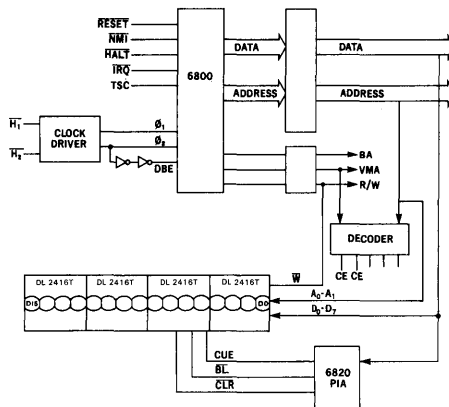 RESET
NMI
HALT
IRQ
TSC
6800
DATA
DATA
ADDRESS
ADDRESS
H1
H2
CLOCK
DRIVER
Ø1
Ø2
DBE
BA
VMA
R/W
DECODER
CE CE
DL 2416T DL 2416T DL 2416T DL 2416T
W
DIS
DO
A0-A1
D0-D7
CUE
BL
CLR
6820
PIA